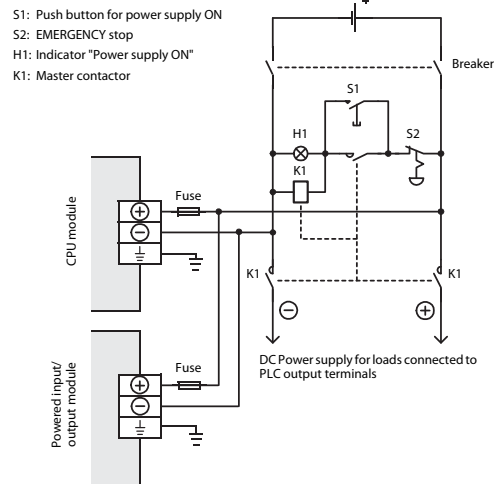 S1: Push button for power supply ON
S2: EMERGENCY stop
H1: Indicator "Power supply ON"
K1: Master contactor
+
Breaker
S1
H1
S2
K1
CPU module
Fuse
+
−
K1
K1
−
+
DC Power supply for loads connected to
PLC output terminals
Powered input/
output module
Fuse
+
−